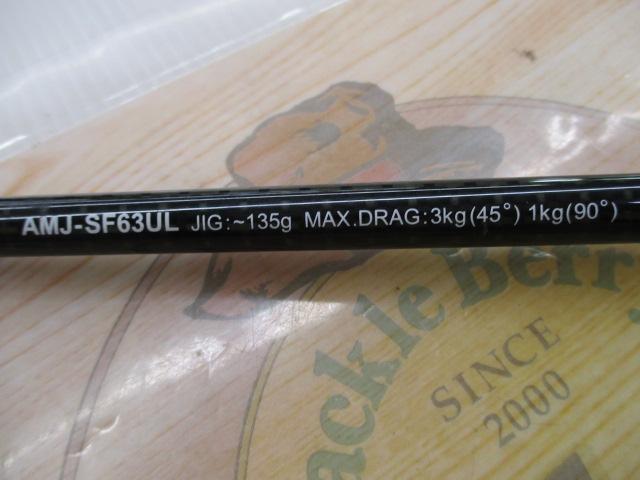 AMJ-SF63UL JIG:~135g MAX.DRAG:3kg(45°) 1kg(90°)
ackle Berr
SINCE
2000